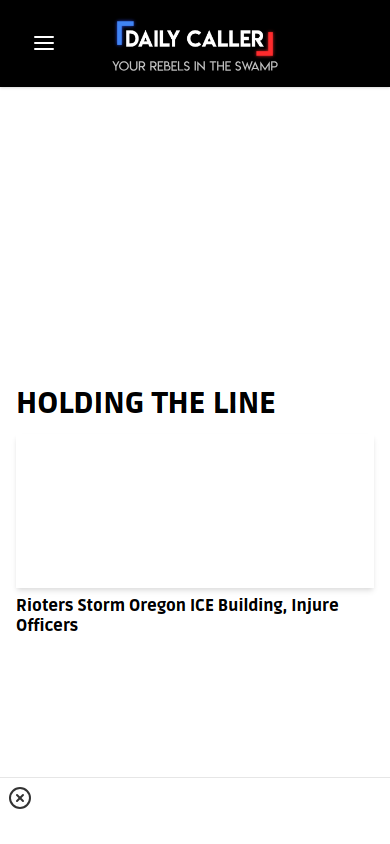 DAILY CALLER
YOUR REBELS IN THE SWAMP
HOLDING THE LINE
Rioters Storm Oregon ICE Building, Injure
Officers